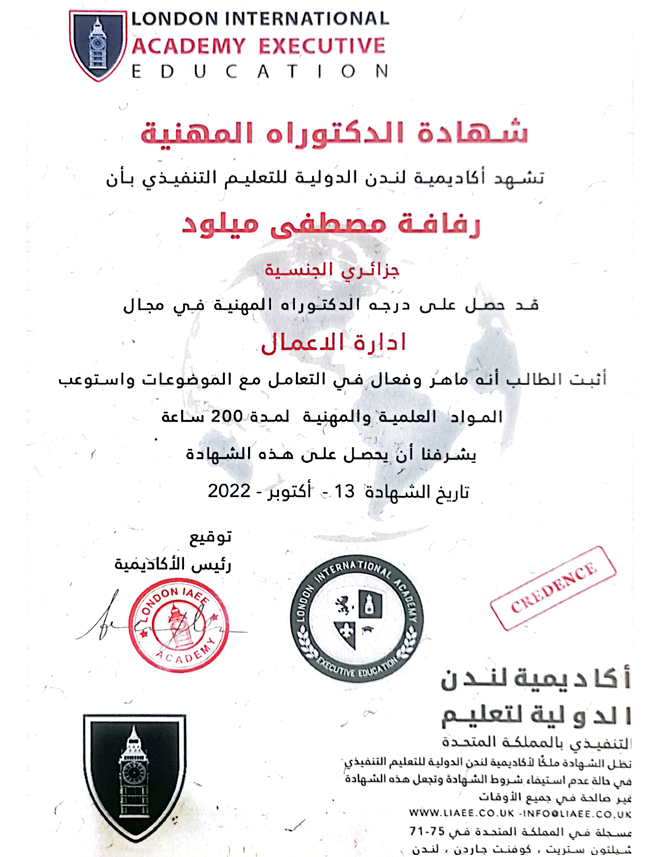 LONDON INTERNATIONAL
ACADEMY EXECUTIVE
EDUCATION
شهادة الدكتوراه المهنية
تشهد أكاديمية لندن الدولية للتعليم التنفيذي بأن
رفافة مصطفى ميلود
جزائري الجنسية
قد حصل على درجه الدكتوراه المهنية في مجال
ادارة الاعمال
أثبت الطالب أنه ماهر وفعال في التعامل مع الموضوعات واستوعب
المواد العلمية والمهنية لمدة 200 ساعة
يشرفنا أن يحصل على هذه الشهادة
تاريخ الشهادة 13 - أكتوبر - 2022
توقيع
رئيس الأكاديمية
LONDON IAEE
ACADEMY
LONDON INTERNATIONAL ACADEMY
EXECUTIVE EDUCATION
CREDENCE
أكاديمية لندن
الدولية لتعليم
التنفيذي بالمملكة المتحدة
تظل الشهادة ملكًا لأكاديمية لندن الدولية للتعليم التنفيذي
في حالة عدم استيفاء شروط الشهادة وتجعل هذه الشهادة
غير صالحة في جميع الأوقات
WWW.LIAEE.CO.UK -INFO@LIAEE.CO.UK
مسجلة في المملكة المتحدة في 75-71
شيلتون ستريت ، كوفنت جاردن ، لندن